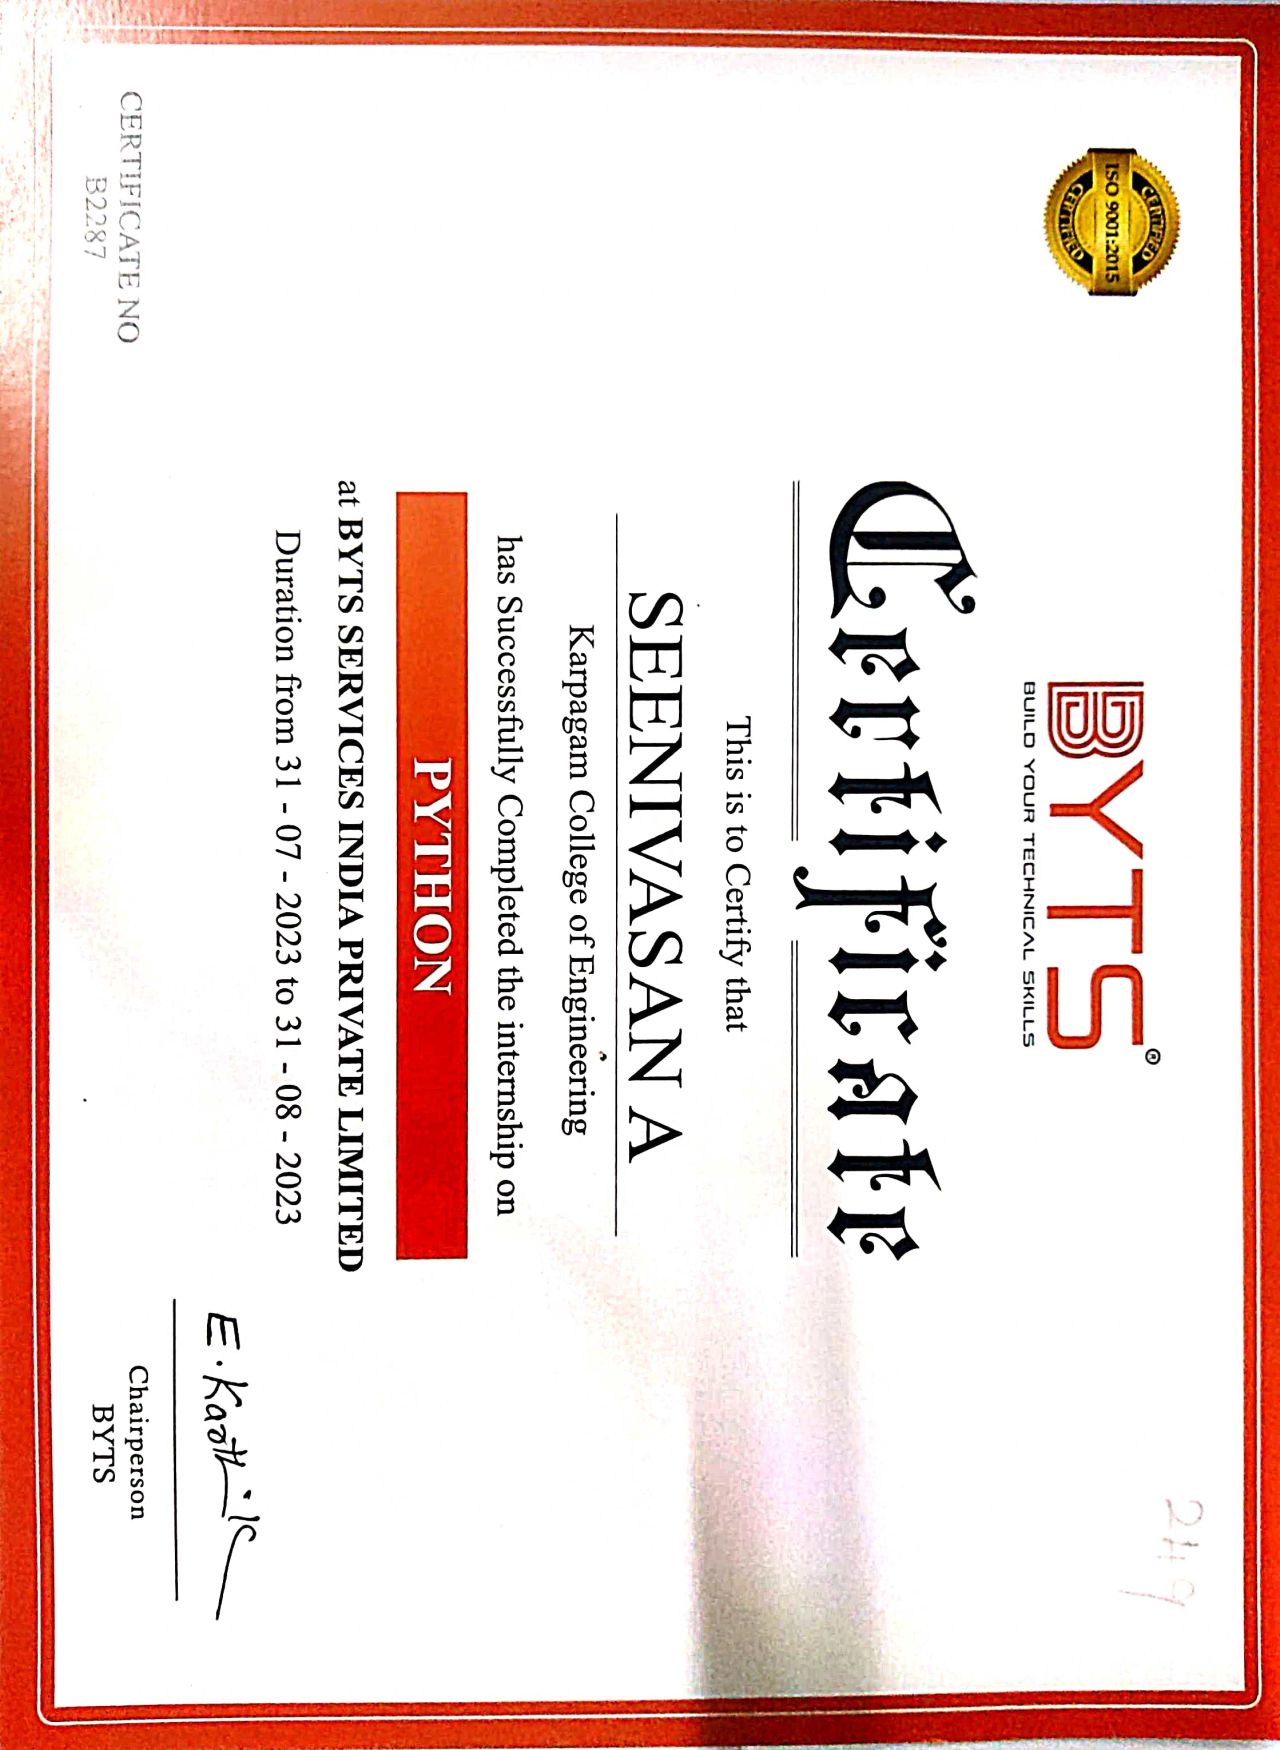 249
CERTIFIED
ISO 9001:2015
CERTIFIED
BYTS®
BUILD YOUR TECHNICAL SKILLS
Certificate
This is to Certify that
SEENIVASAN A
Karpagam College of Engineering
has Successfully Completed the internship on
PYTHON
at BYTS SERVICES INDIA PRIVATE LIMITED
Duration from 31 - 07 - 2023 to 31 - 08 - 2023
E. Karthik
Chairperson
BYTS
CERTIFICATE NO
B2287